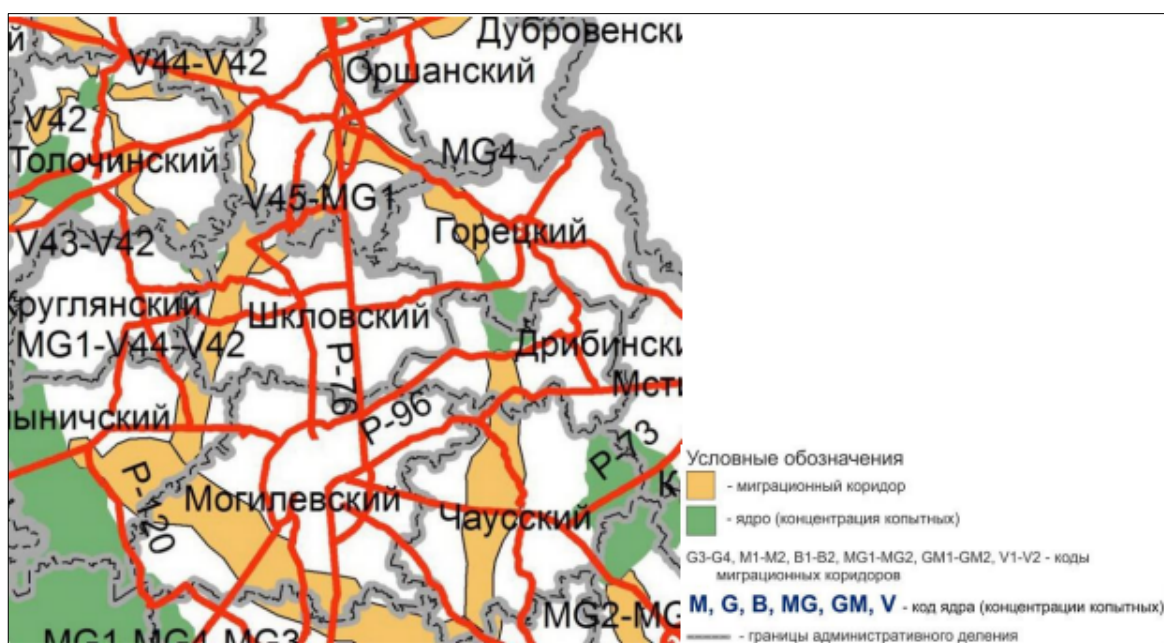 й
Дубровенски
V44-V42
Оршанский
-V42
Толочинский
MG4
V45-MG1
Горецкий
V43-V42
Круглянский
Шкловский
MG1-V44-V42
Дрибински
P-76
Мсти
ыничский
P-96
P-73
К
P-120
Могилевский
Чаусский
MG2-MG
MG1-MG4-MG3
Условные обозначения
- миграционный коридор
- ядро (концентрация копытных)
G3-G4, M1-M2, B1-B2, MG1-MG2, GM1-GM2, V1-V2 - коды
миграционных коридоров
M, G, B, MG, GM, V - код ядра (концентрации копытных)
- границы административного деления